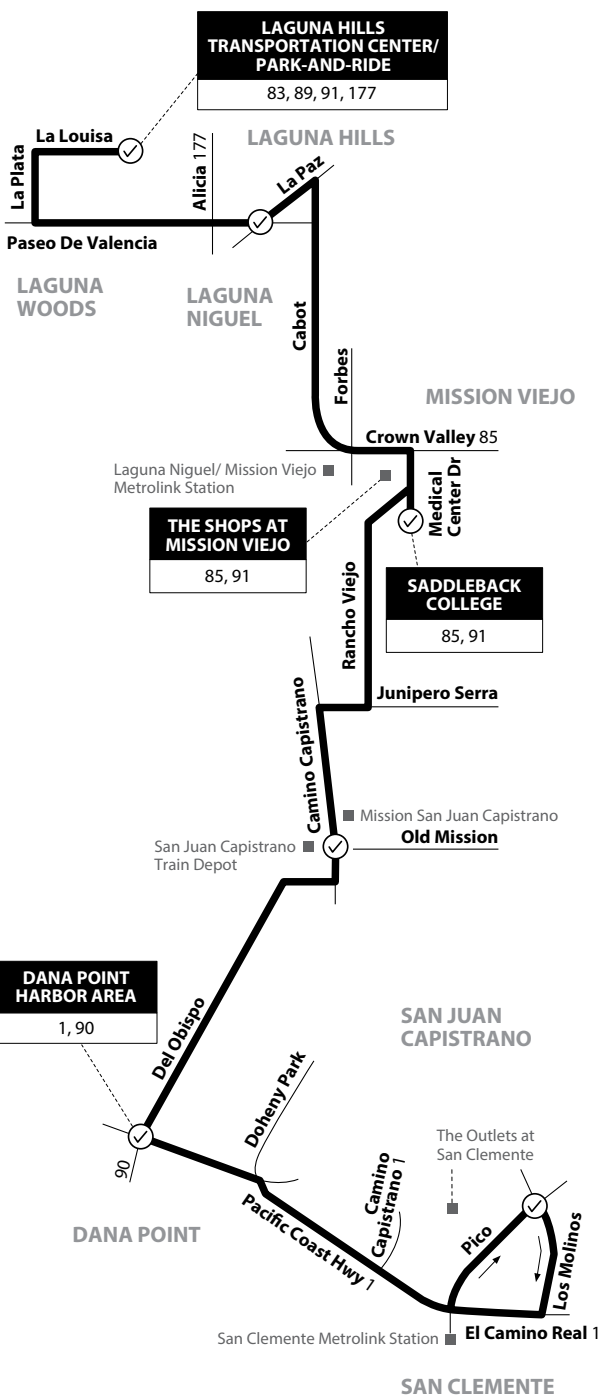 LAGUNA HILLS
TRANSPORTATION CENTER/
PARK-AND-RIDE
83, 89, 91, 177
La Louisa
LAGUNA HILLS
La Plata
Alicia 177
La Paz
Paseo De Valencia
LAGUNA
WOODS
LAGUNA
NIGUEL
Cabot
Forbes
MISSION VIEJO
Crown Valley 85
Laguna Niguel/ Mission Viejo
Metrolink Station
Medical
Center Dr
THE SHOPS AT
MISSION VIEJO
85, 91
SADDLEBACK
COLLEGE
85, 91
Rancho Viejo
Junipero Serra
Camino Capistrano
Mission San Juan Capistrano
Old Mission
San Juan Capistrano
Train Depot
DANA POINT
HARBOR AREA
1, 90
Del Obispo
SAN JUAN
CAPISTRANO
Doheny Park
90
The Outlets at
San Clemente
Camino
Capistrano 1
DANA POINT
Pacific Coast Hwy 1
Pico
Los Molinos
San Clemente Metrolink Station
El Camino Real 1
SAN CLEMENTE